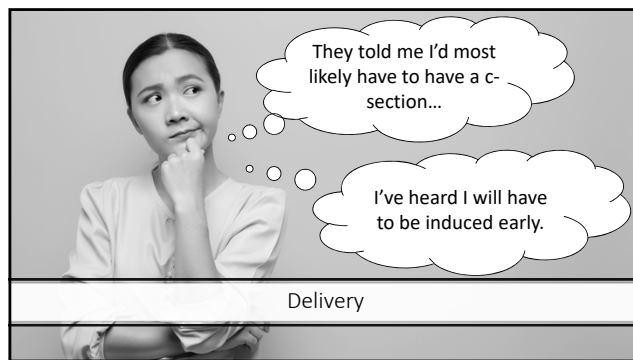 They told me I’d most
likely have to have a c-
section…
I’ve heard I will have
to be induced early.
Delivery